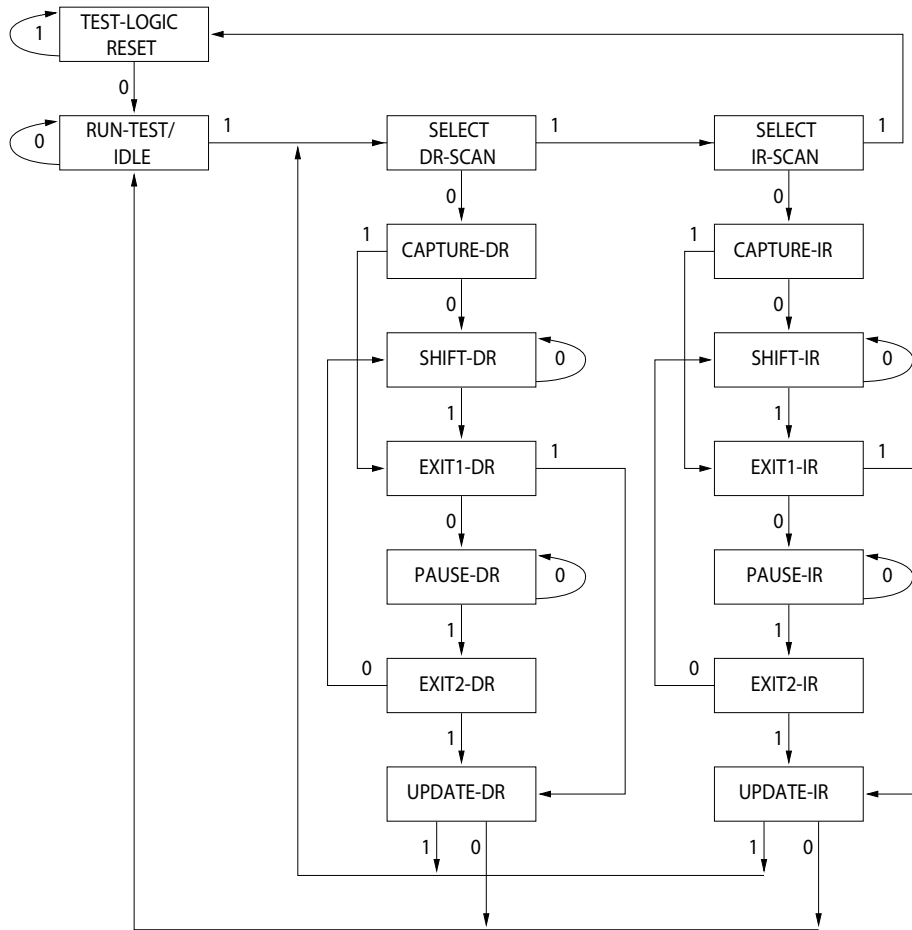 TEST-LOGIC
RESET
1
0
RUN-TEST/
IDLE
0
1
SELECT
DR-SCAN
1
SELECT
IR-SCAN
1
0
0
1
CAPTURE-DR
1
CAPTURE-IR
0
0
SHIFT-DR
0
SHIFT-IR
0
1
1
EXIT1-DR
1
EXIT1-IR
1
0
0
PAUSE-DR
0
PAUSE-IR
0
1
1
0
EXIT2-DR
0
EXIT2-IR
1
1
UPDATE-DR
UPDATE-IR
1
0
1
0